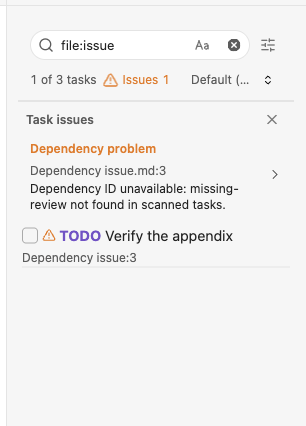 file:issue Aa
1 of 3 tasks Issues 1 Default (...
Task issues
Dependency problem
Dependency issue.md:3
Dependency ID unavailable: missing-
review not found in scanned tasks.
TODO Verify the appendix
Dependency issue:3